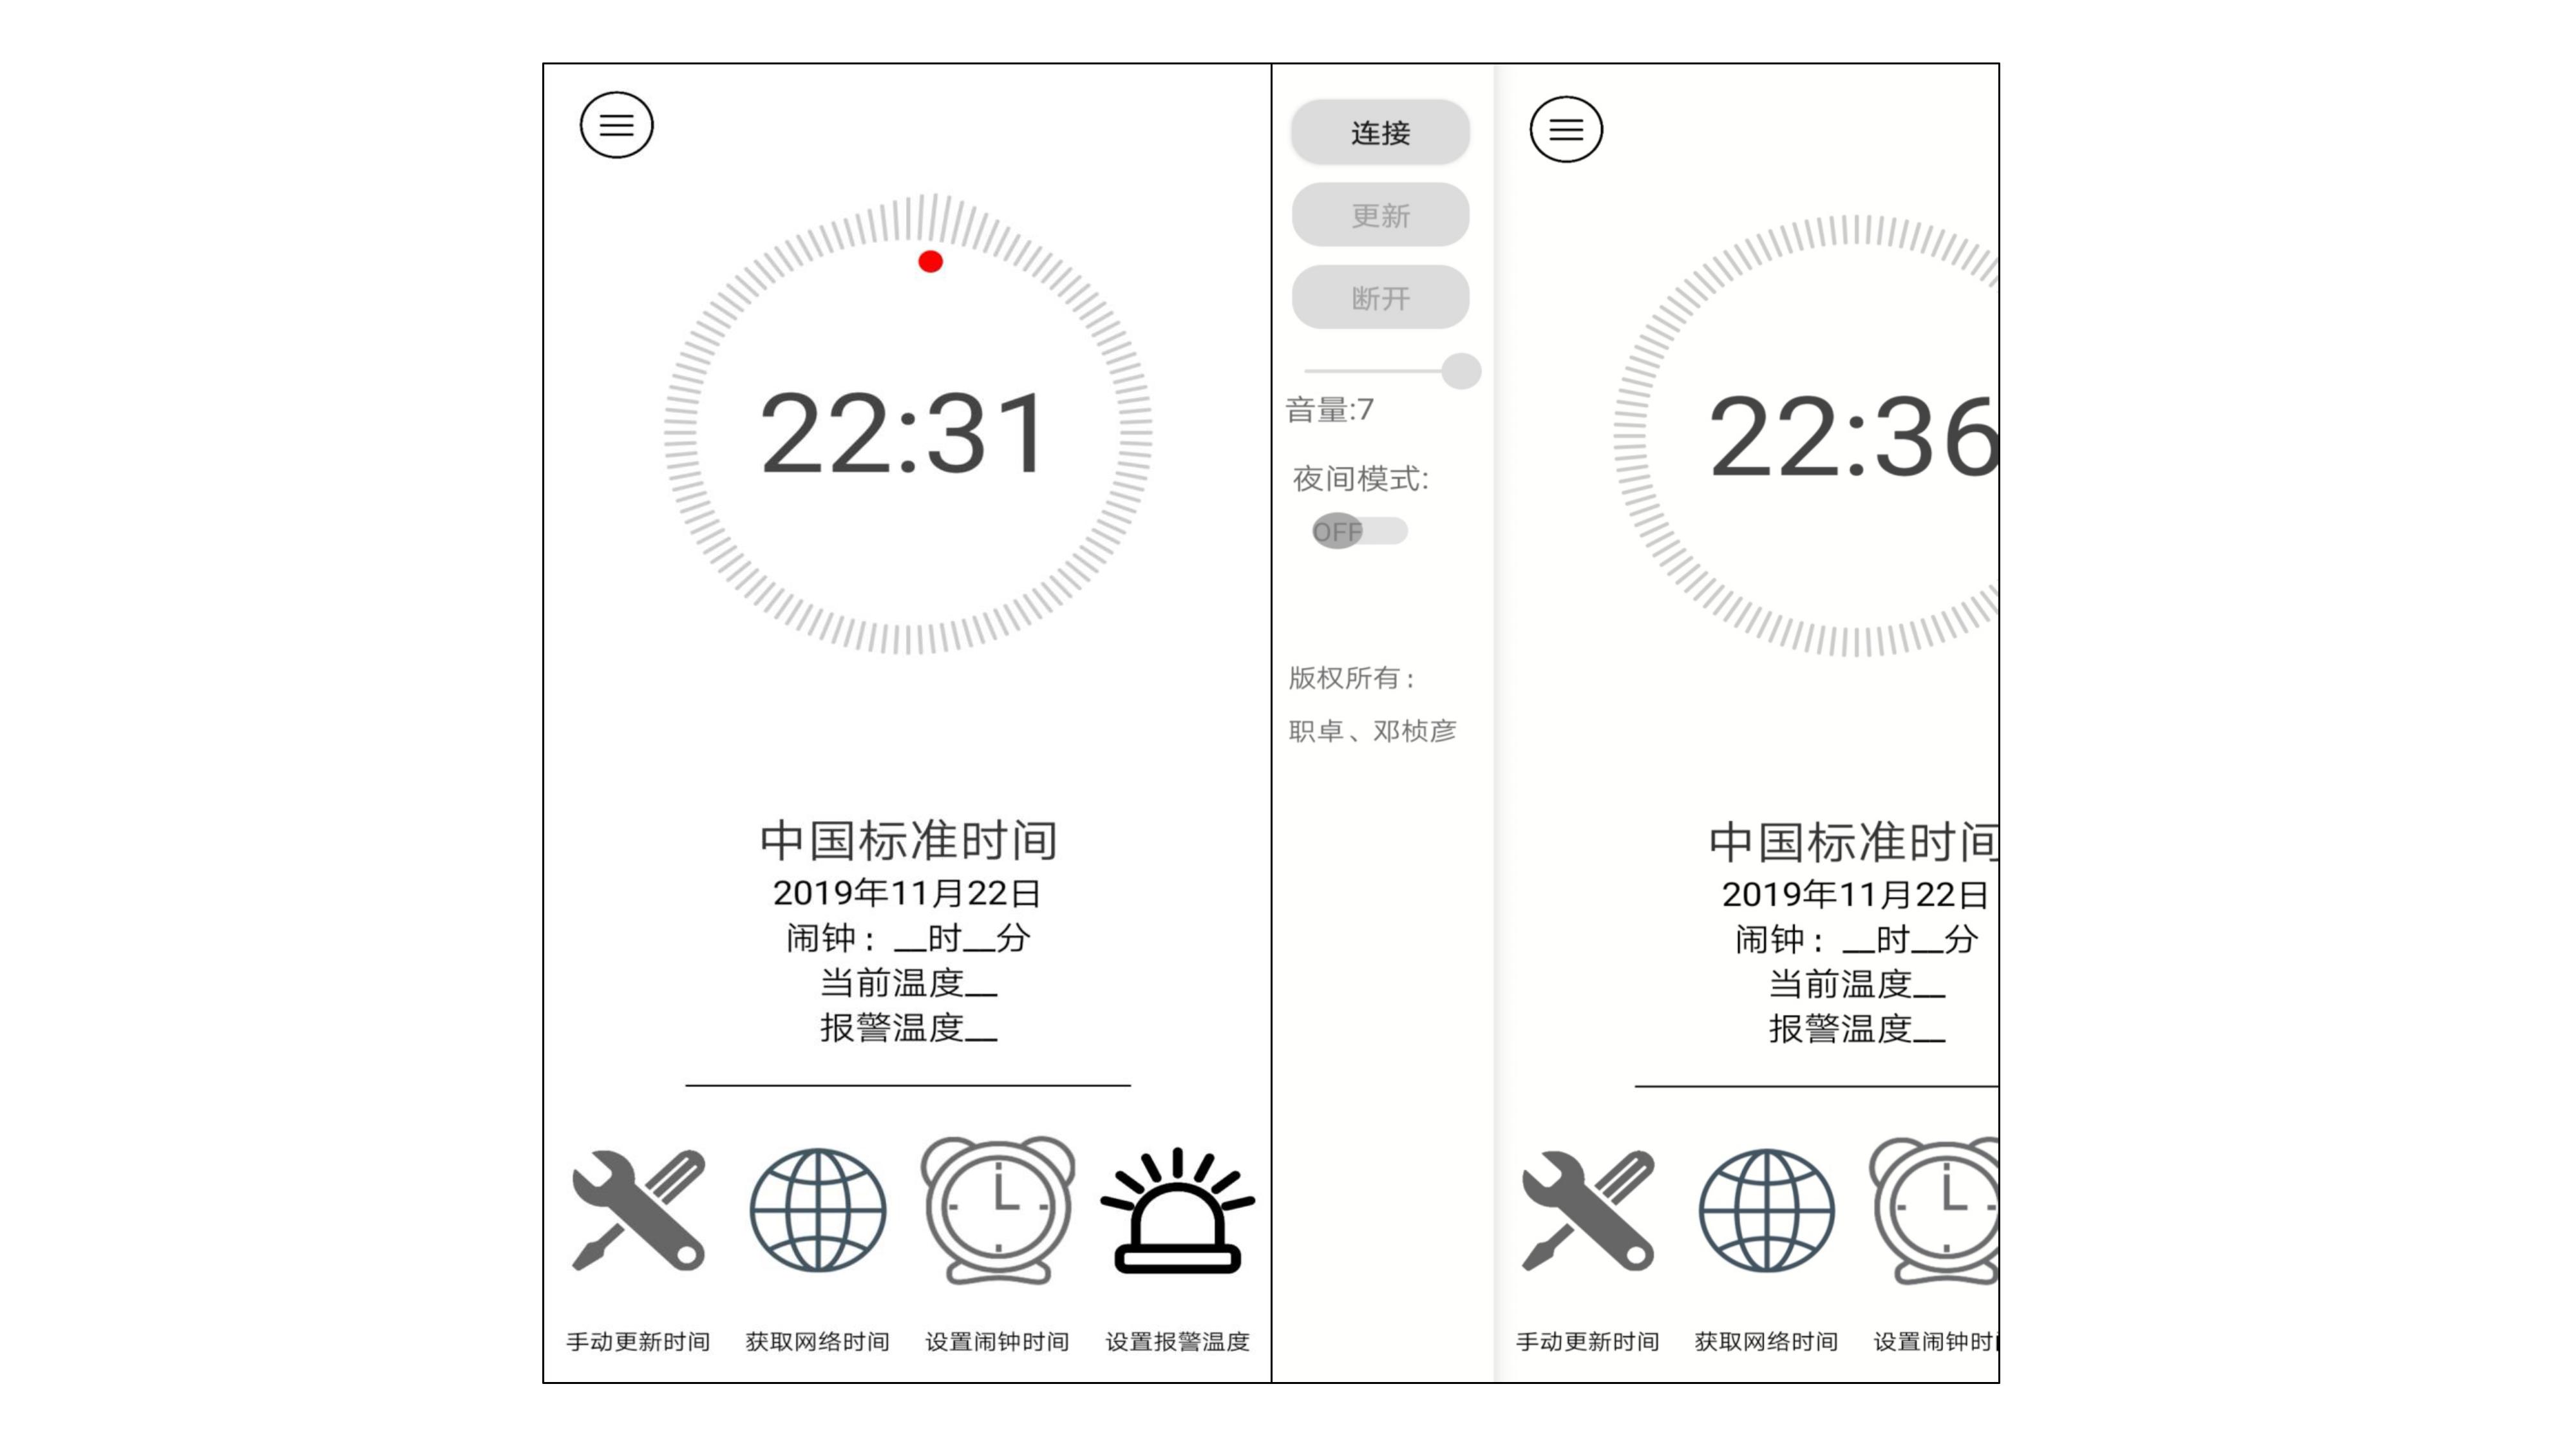 22:31
中国标准时间
2019年11月22日
闹钟：__时__分
当前温度__
报警温度__
手动更新时间
获取网络时间
设置闹钟时间
设置报警温度
连接
更新
断开
音量:7
夜间模式:
OFF
版权所有：
职卓、邓桢彦
22:36
中国标准时间
2019年11月22日
闹钟：__时__分
当前温度__
报警温度__
手动更新时间
获取网络时间
设置闹钟时